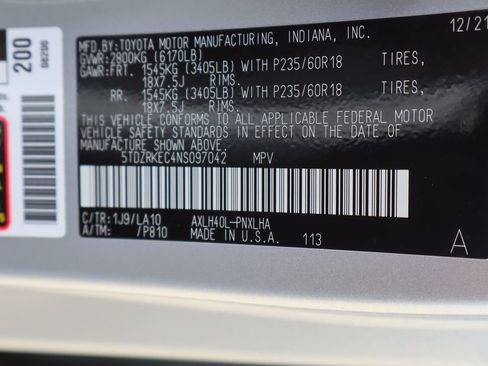 MFD.BY:TOYOTA MOTOR MANUFACTURING, INDIANA, INC. 12/21
GVWR:2800KG (6170LB)
GAWR:FRT. 1545KG (3405LB) WITH P235/60R18 TIRES,
18X7.5J RIMS.
RR. 1545KG (3405LB) WITH P235/60R18 TIRES,
18X7.5J RIMS.
THIS VEHICLE CONFORMS TO ALL APPLICABLE FEDERAL MOTOR
VEHICLE SAFETY STANDARDS IN EFFECT ON THE DATE OF
MANUFACTURE SHOWN ABOVE.
5TDZRKEC4NS097042 MPV
C/TR:1J9/LA10 AXLH40L-PNXLHA
A/TM: /P810 MADE IN U.S.A. 113 A
200